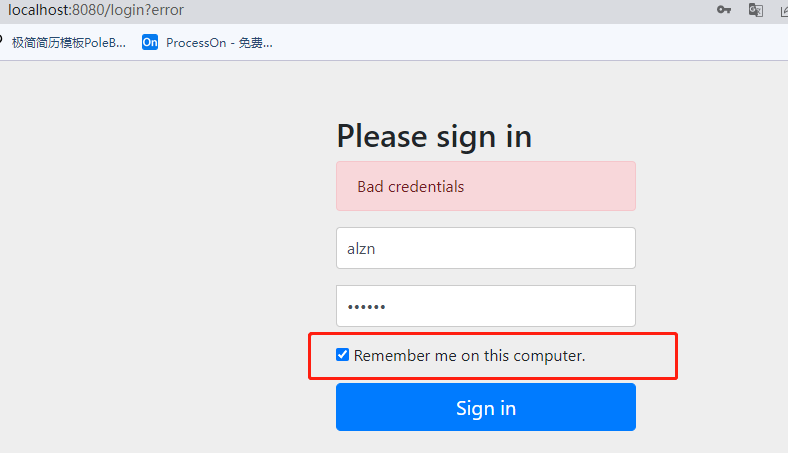 localhost:8080/login?error
极简简历模板PoleB... On ProcessOn - 免费...
Please sign in
Bad credentials
alzn
••••••
Remember me on this computer.
Sign in